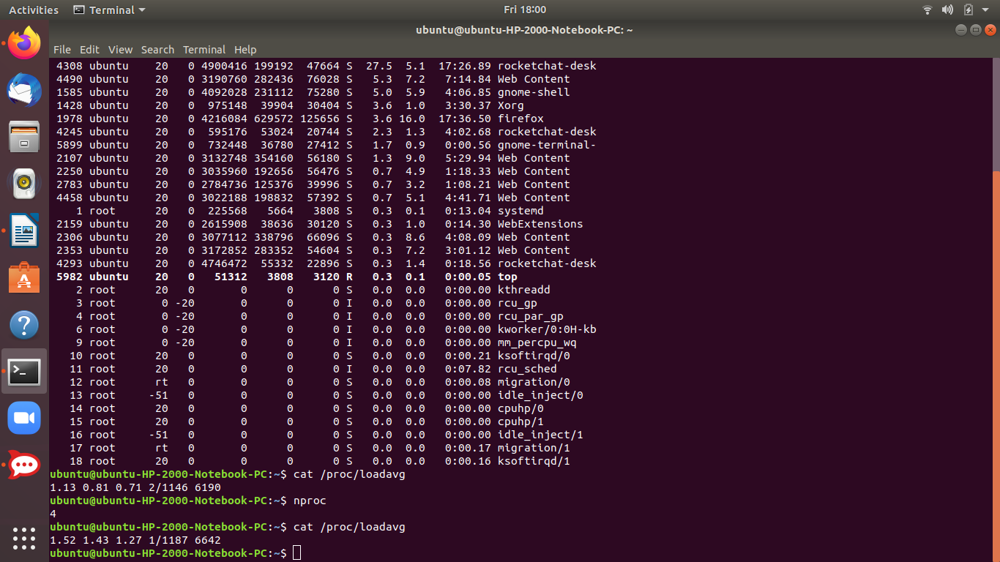 Activities Terminal Fri 18:00
ubuntu@ubuntu-HP-2000-Notebook-PC: ~
File Edit View Search Terminal Help
4308 ubuntu 20 0 4900416 199192 47664 S 27.5 5.1 17:26.89 rocketchat-desk
4490 ubuntu 20 0 3190760 282436 76028 S 5.3 7.2 7:14.84 Web Content
1585 ubuntu 20 0 4092028 231112 75280 S 5.0 5.9 4:06.85 gnome-shell
1428 ubuntu 20 0 975148 39904 30404 S 3.6 1.0 3:30.37 Xorg
1978 ubuntu 20 0 4216084 629572 125656 S 3.6 16.0 17:36.50 firefox
4245 ubuntu 20 0 595176 53024 20744 S 2.3 1.3 4:02.68 rocketchat-desk
5899 ubuntu 20 0 732448 36780 27412 S 1.7 0.9 0:00.56 gnome-terminal-
2107 ubuntu 20 0 3132748 354160 56180 S 1.3 9.0 5:29.94 Web Content
2250 ubuntu 20 0 3035960 192656 56476 S 0.7 4.9 1:18.33 Web Content
2783 ubuntu 20 0 2784736 125376 39996 S 0.7 3.2 1:08.21 Web Content
4458 ubuntu 20 0 3022188 198832 57392 S 0.7 5.1 4:41.71 Web Content
1 root 20 0 225568 5664 3808 S 0.3 0.1 0:13.04 systemd
2159 ubuntu 20 0 2615908 38636 30120 S 0.3 1.0 0:14.30 WebExtensions
2306 ubuntu 20 0 3077112 338796 66096 S 0.3 8.6 4:08.09 Web Content
2353 ubuntu 20 0 3172852 283352 54604 S 0.3 7.2 3:01.12 Web Content
4293 ubuntu 20 0 4746472 55332 22896 S 0.3 1.4 0:18.56 rocketchat-desk
5982 ubuntu 20 0 51312 3808 3120 R 0.3 0.1 0:00.05 top
2 root 20 0 0 0 0 S 0.0 0.0 0:00.00 kthreadd
3 root 0 -20 0 0 0 I 0.0 0.0 0:00.00 rcu_gp
4 root 0 -20 0 0 0 I 0.0 0.0 0:00.00 rcu_par_gp
6 root 0 -20 0 0 0 I 0.0 0.0 0:00.00 kworker/0:0H-kb
9 root 0 -20 0 0 0 I 0.0 0.0 0:00.00 mm_percpu_wq
10 root 20 0 0 0 0 S 0.0 0.0 0:00.21 ksoftirqd/0
11 root 20 0 0 0 0 I 0.0 0.0 0:07.82 rcu_sched
12 root rt 0 0 0 0 S 0.0 0.0 0:00.08 migration/0
13 root -51 0 0 0 0 S 0.0 0.0 0:00.00 idle_inject/0
14 root 20 0 0 0 0 S 0.0 0.0 0:00.00 cpuhp/0
15 root 20 0 0 0 0 S 0.0 0.0 0:00.00 cpuhp/1
16 root -51 0 0 0 0 S 0.0 0.0 0:00.00 idle_inject/1
17 root rt 0 0 0 0 S 0.0 0.0 0:00.17 migration/1
18 root 20 0 0 0 0 S 0.0 0.0 0:00.16 ksoftirqd/1
ubuntu@ubuntu-HP-2000-Notebook-PC:~$ cat /proc/loadavg
1.13 0.81 0.71 2/1146 6190
ubuntu@ubuntu-HP-2000-Notebook-PC:~$ nproc
4
ubuntu@ubuntu-HP-2000-Notebook-PC:~$ cat /proc/loadavg
1.52 1.43 1.27 1/1187 6642
ubuntu@ubuntu-HP-2000-Notebook-PC:~$